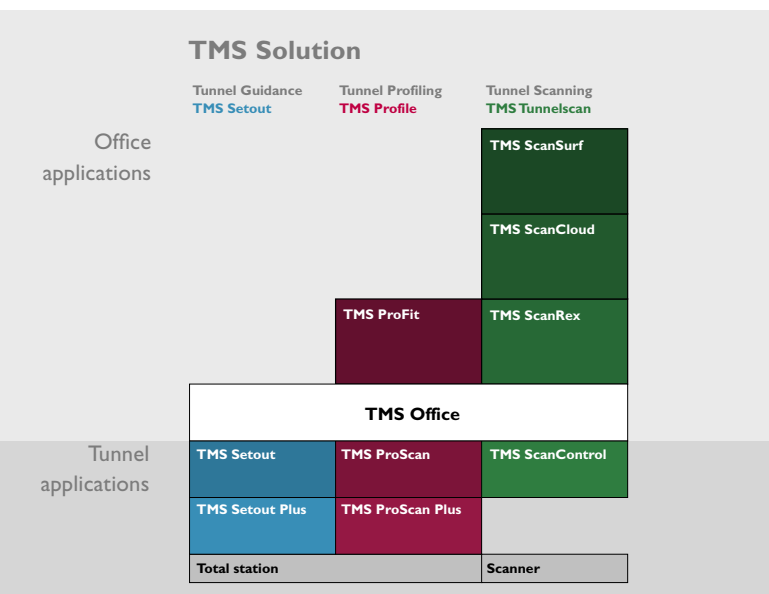 TMS Solution
Tunnel Guidance
TMS Setout
Tunnel Profiling
TMS Profile
Tunnel Scanning
TMS Tunnelscan
Office
applications
TMS ScanSurf
TMS ScanCloud
TMS ProFit
TMS ScanRex
TMS Office
Tunnel
applications
TMS Setout
TMS ProScan
TMS ScanControl
TMS Setout Plus
TMS ProScan Plus
Total station
Scanner